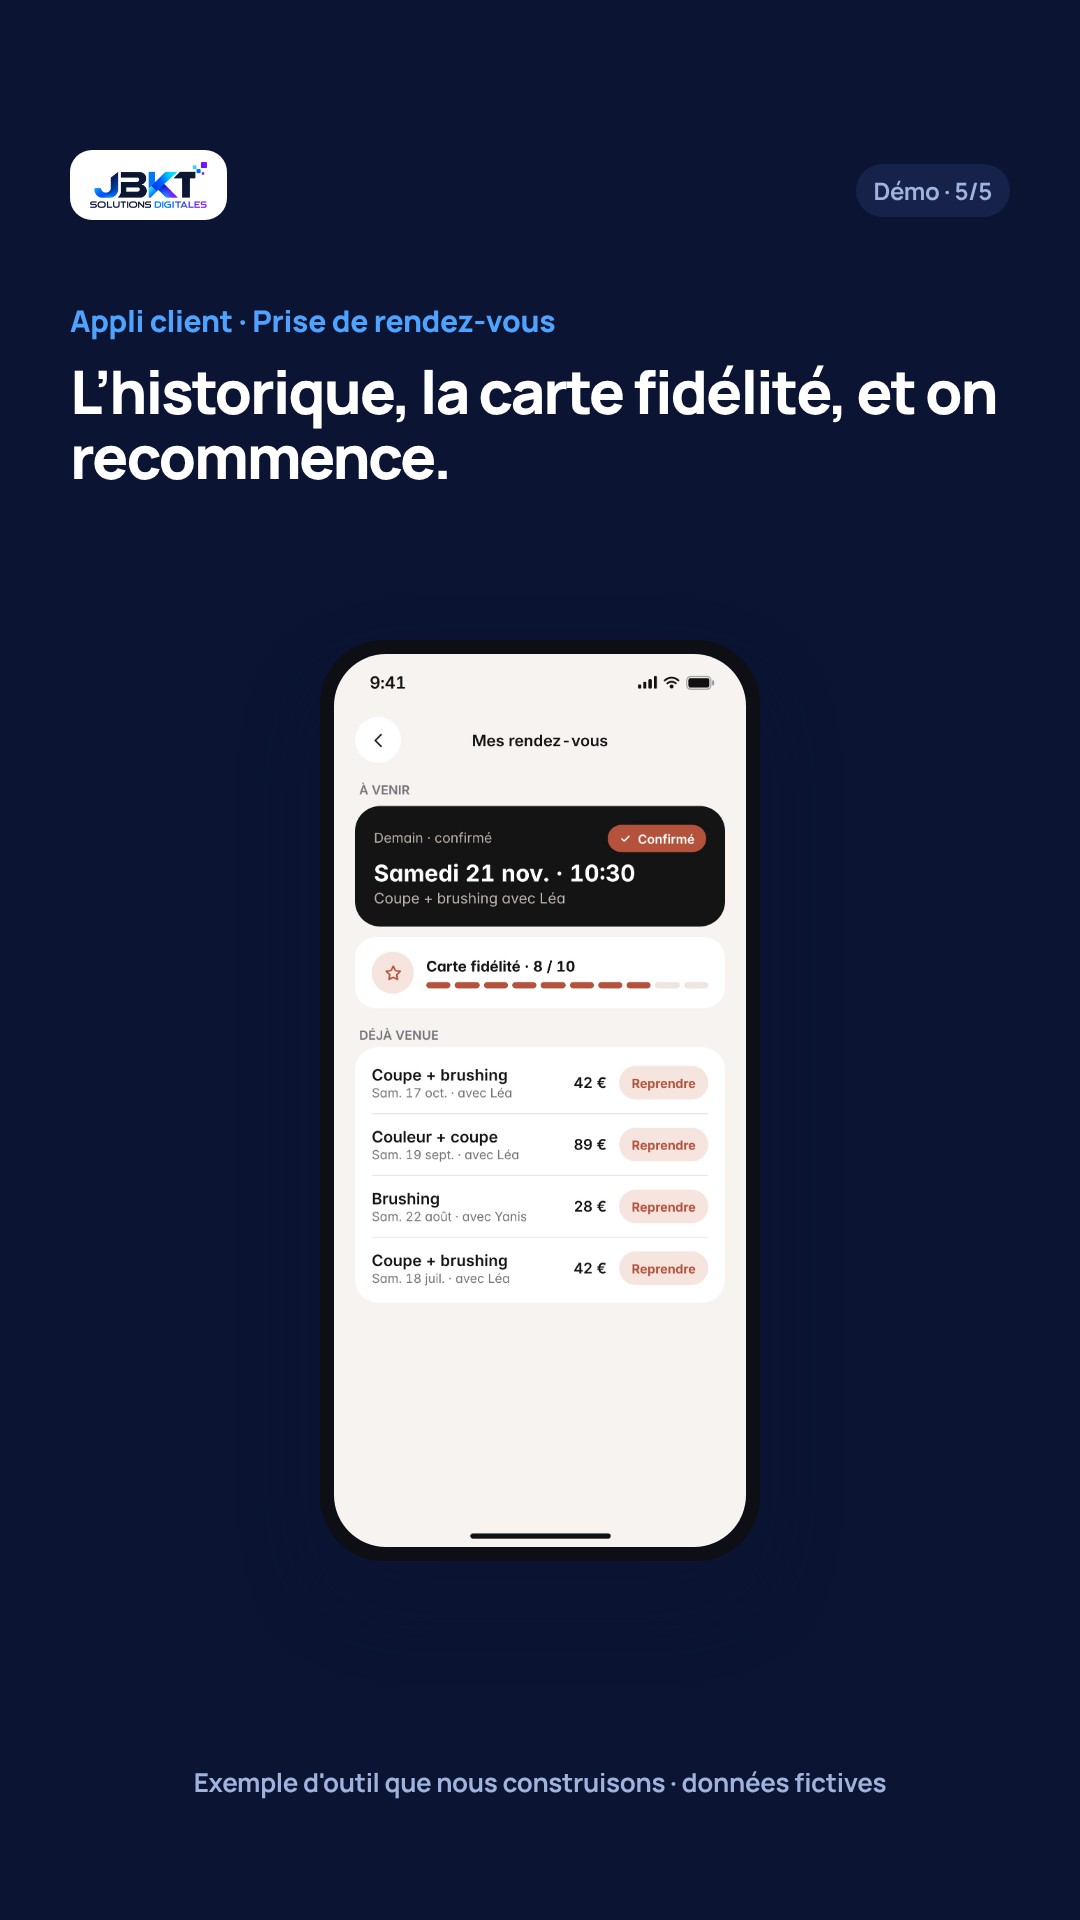 JBKT
SOLUTIONS DIGITALES
Démo · 5/5
Appli client · Prise de rendez-vous
L’historique, la carte fidélité, et on
recommence.
9:41
Mes rendez-vous
À VENIR
Demain · confirmé
Confirmé
Samedi 21 nov. · 10:30
Coupe + brushing avec Léa
Carte fidélité · 8 / 10
DÉJÀ VENUE
Coupe + brushing
Sam. 17 oct. · avec Léa
42 €
Reprendre
Couleur + coupe
Sam. 19 sept. · avec Léa
89 €
Reprendre
Brushing
Sam. 22 août · avec Yanis
28 €
Reprendre
Coupe + brushing
Sam. 18 juil. · avec Léa
42 €
Reprendre
Exemple d'outil que nous construisons · données fictives